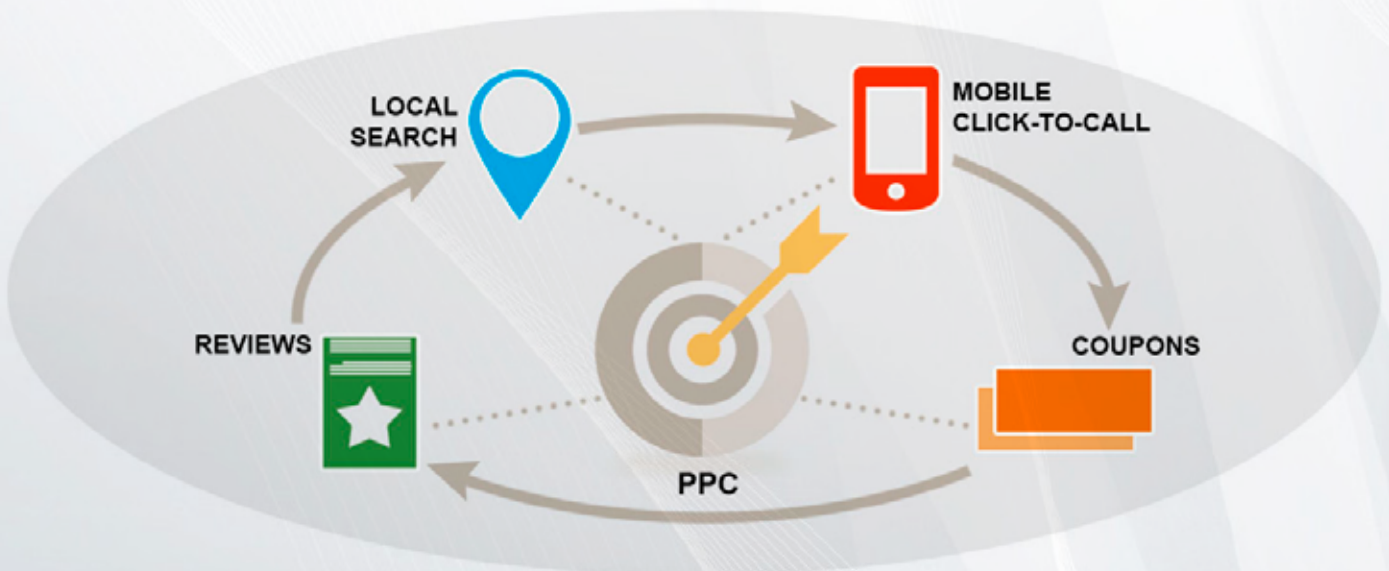 LOCAL
SEARCH
MOBILE
CLICK-TO-CALL
REVIEWS
COUPONS
PPC